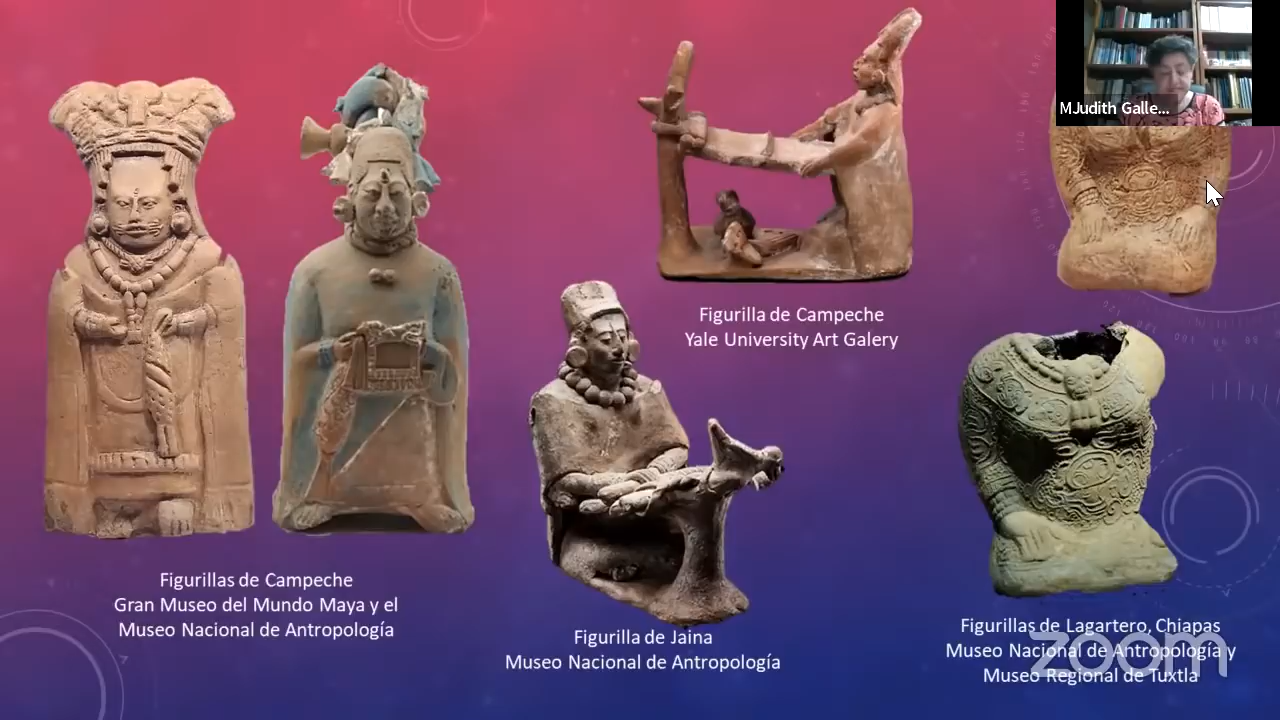 MJudith Galle...
Figurilla de Campeche
Yale University Art Galery
Figurillas de Campeche
Gran Museo del Mundo Maya y el
Museo Nacional de Antropología
Figurilla de Jaina
Museo Nacional de Antropología
Figurillas de Lagartero, Chiapas
Museo Nacional de Antropología y
Museo Regional de Tuxtla
zoom